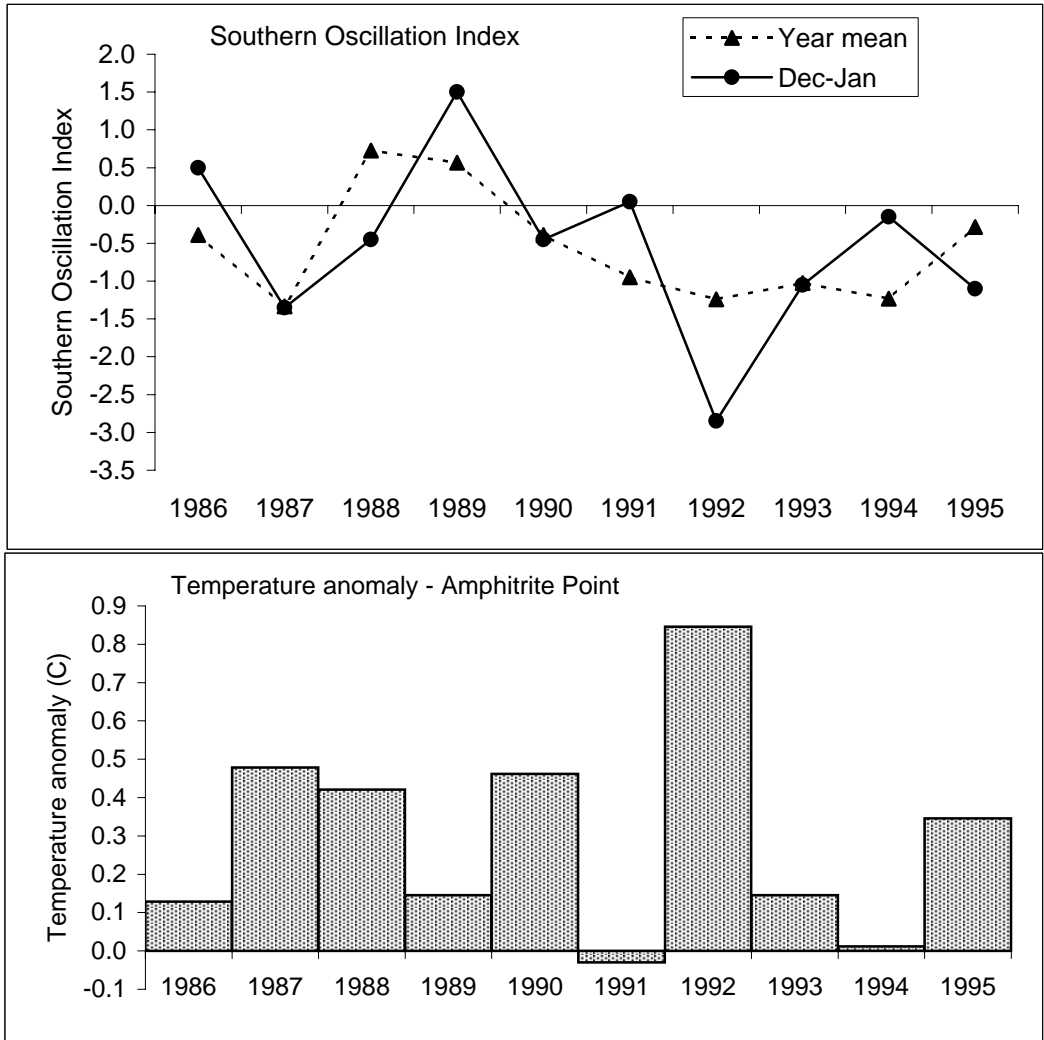 Southern Oscillation Index
Year mean
Dec-Jan
Southern Oscillation Index
2.0
1.5
1.0
0.5
0.0
-0.5
-1.0
-1.5
-2.0
-2.5
-3.0
-3.5
1986 1987 1988 1989 1990 1991 1992 1993 1994 1995
Temperature anomaly - Amphitrite Point
Temperature anomaly (C)
0.9
0.8
0.7
0.6
0.5
0.4
0.3
0.2
0.1
0.0
-0.1
1986 1987 1988 1989 1990 1991 1992 1993 1994 1995